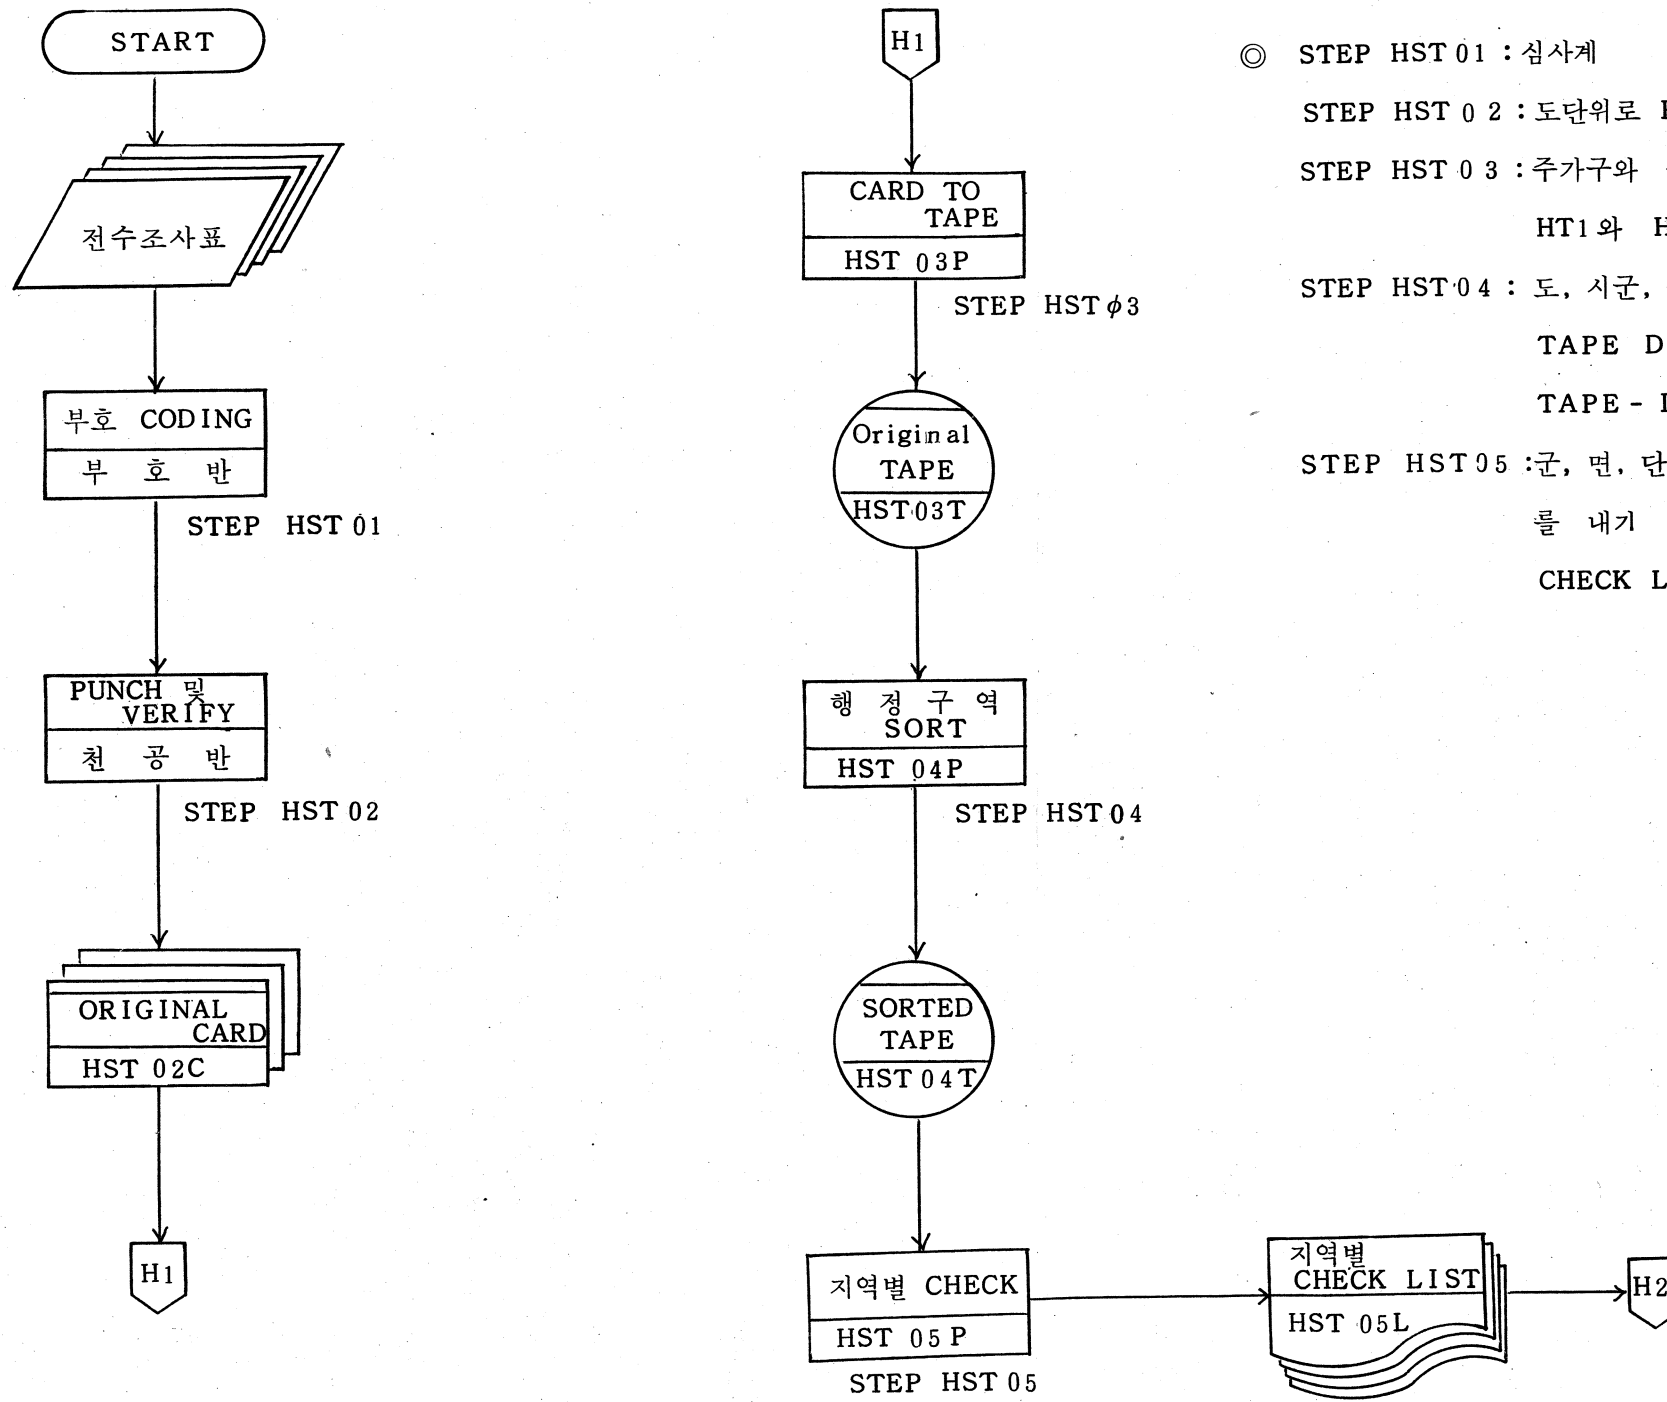 START
전수조사표
부호 CODING
부 호 반
STEP HST 01
PUNCH 및
VERIFY
천 공 반
STEP HST 02
ORIGINAL
CARD
HST 02C
H1
H1
CARD TO
TAPE
HST 03P
STEP HST φ3
Original
TAPE
HST 03T
행 정 구 역
SORT
HST 04P
STEP HST 04
SORTED
TAPE
HST 04T
지역별 CHECK
HST 05P
STEP HST 05
지역별
CHECK LIST
HST 05L
H2
◎ STEP HST 01 : 심사계
STEP HST 0 2 : 도단위로
STEP HST 0 3 : 주가구와
HT1와 H
STEP HST 04 : 도, 시군,
TAPE D
TAPE -
STEP HST 05 : 군, 면, 단
를 내기
CHECK L